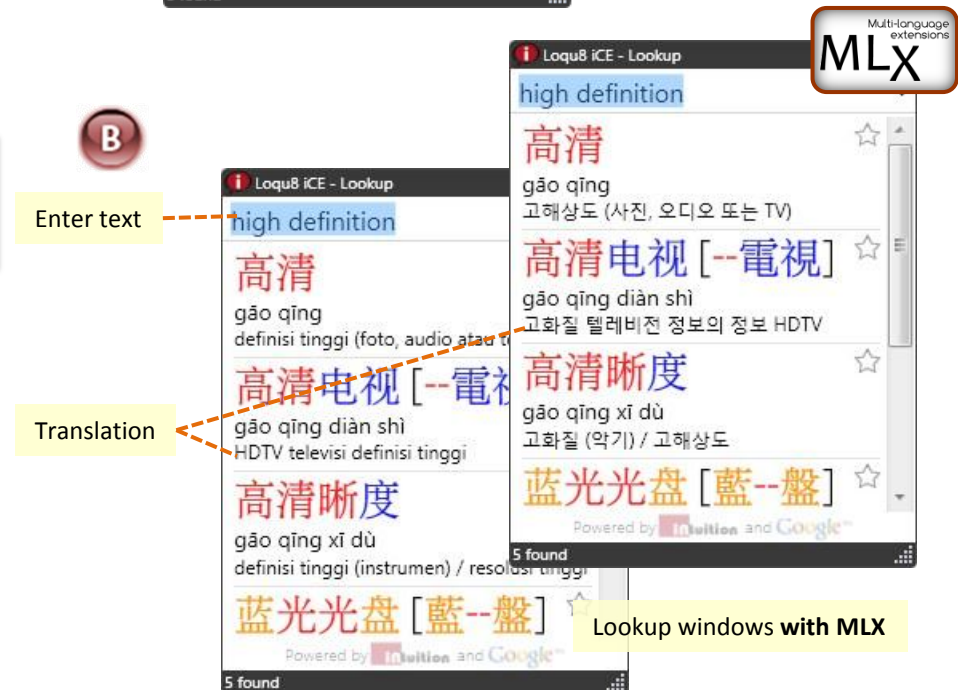 Multi-language
extensions
MLX
B
Enter text
Translation
Loqu8 iCE - Lookup
high definition
高清
gāo qīng
definisi tinggi (foto, audio atau
高清电视 [--電
gāo qīng diàn shì
HDTV televisi definisi tinggi
高清晰度
gāo qīng xī dù
definisi tinggi (instrumen) / resolusi tinggi
蓝光光盘 [藍--盤]
Powered by Intuition and Google™
5 found
Loqu8 iCE - Lookup
high definition
高清
gāo qīng
고해상도 (사진, 오디오 또는 TV)
高清电视 [--電視]
gāo qīng diàn shì
고화질 텔레비전 정보의 정보 HDTV
高清晰度
gāo qīng xī dù
고화질 (악기) / 고해상도
蓝光光盘 [藍--盤]
Powered by Intuition and Google™
5 found
Lookup windows with MLX